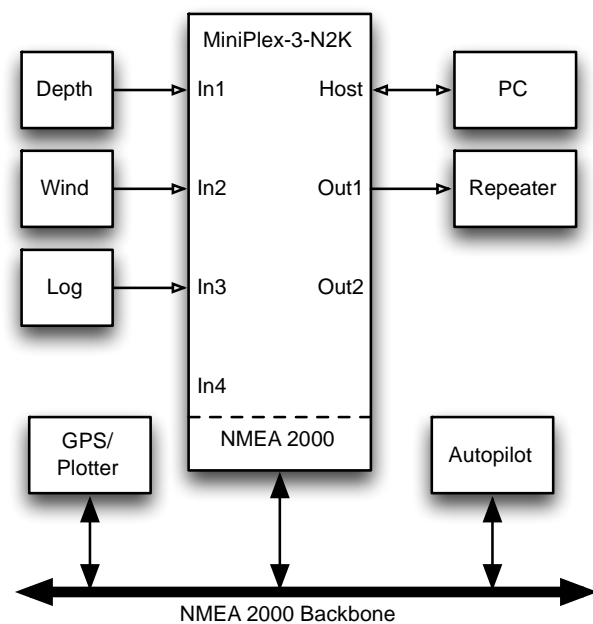 MiniPlex-3-N2K
Depth
In1
Host
PC
Wind
In2
Out1
Repeater
Log
In3
Out2
In4
GPS/
Plotter
NMEA 2000
Autopilot
NMEA 2000 Backbone